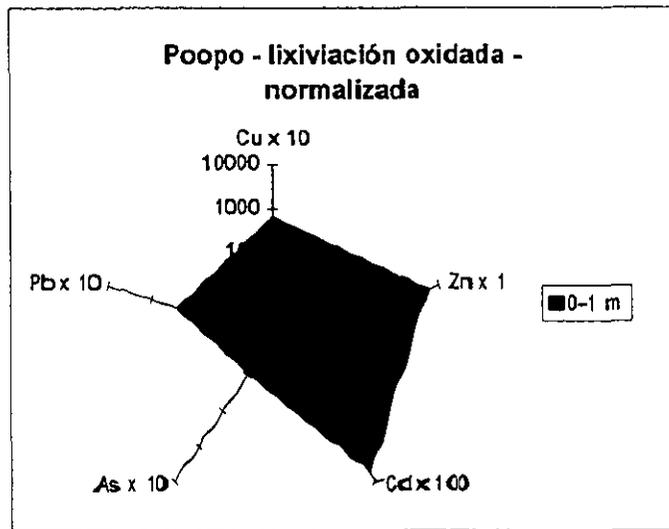 Poopo - lixiviación oxidada -
normalizada
Cu x 10
10000
1000
Pb x 10
Zn x 1
0-1 m
As x 10
Cd x 100